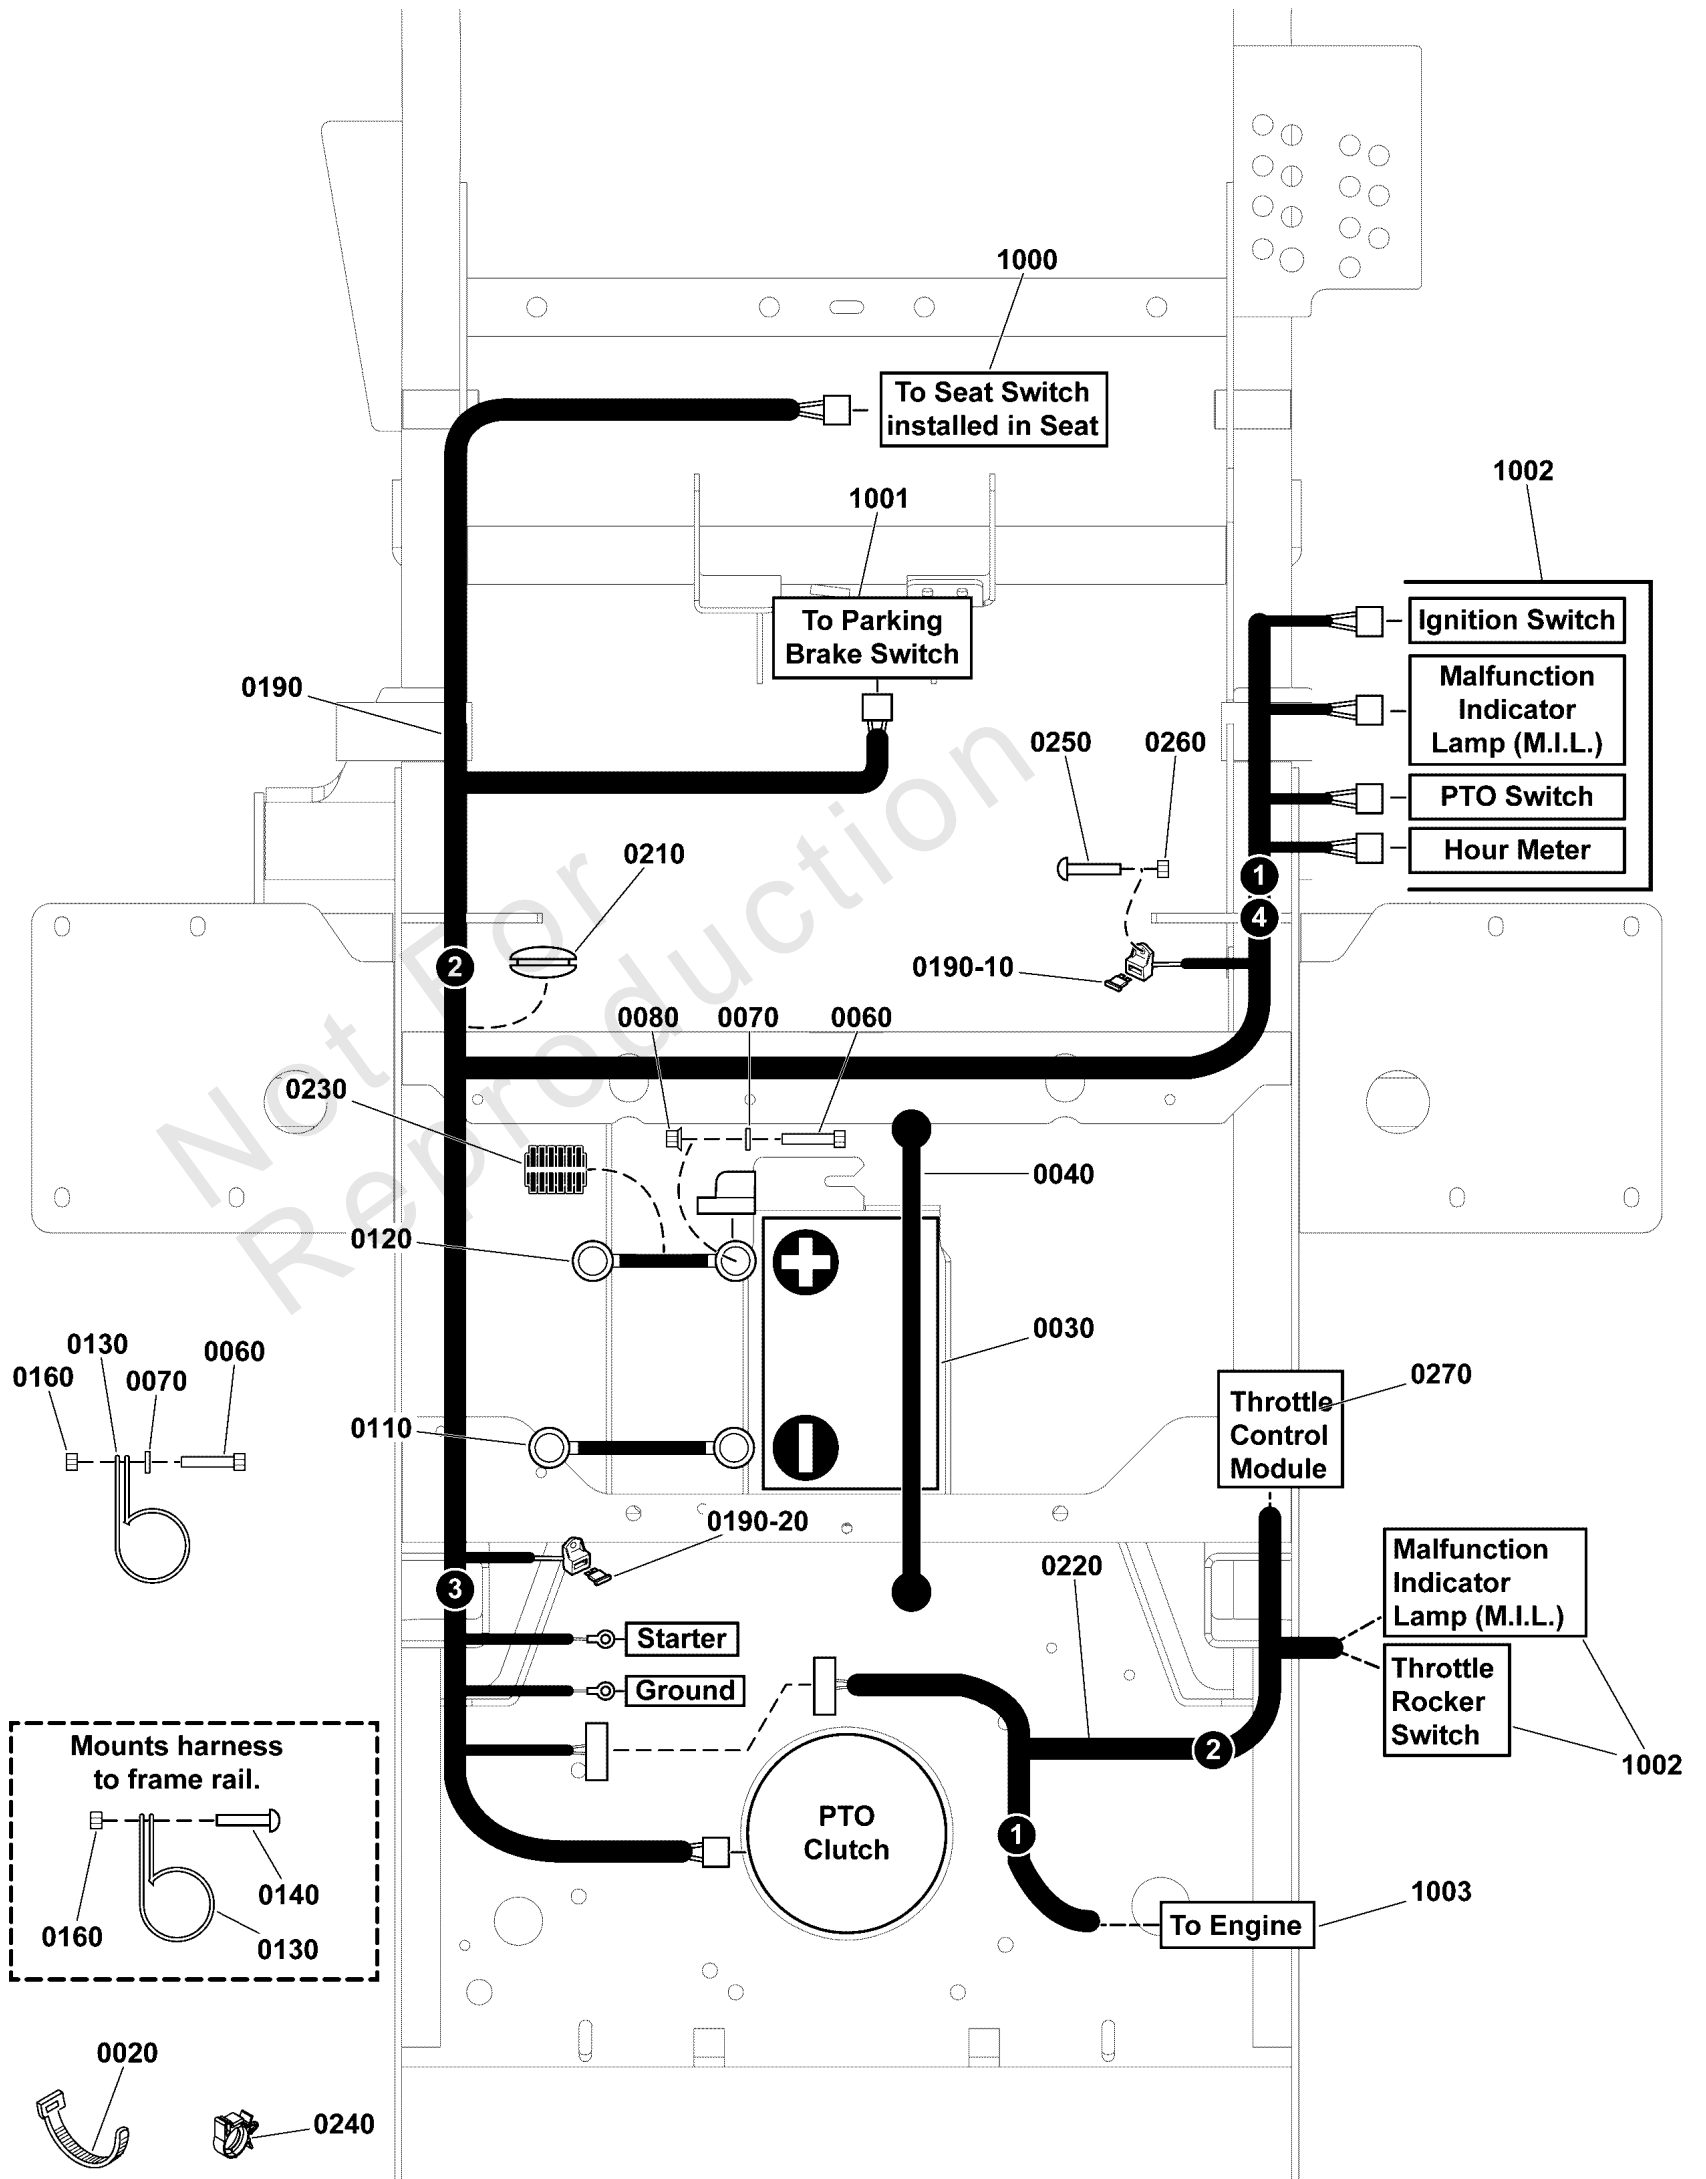 1000
To Seat Switch
installed in Seat
1002
1001
To Parking
Brake Switch
Ignition Switch
Malfunction
Indicator
Lamp (M.I.L.)
PTO Switch
Hour Meter
0190
0250
0260
0210
1
4
2
0190-10
0080
0070
0060
0230
0040
0120
0030
0130
0060
0160
0070
0110
0270
Throttle
Control
Module
0190-20
0220
3
Malfunction
Indicator
Lamp (M.I.L.)
Starter
Ground
Throttle
Rocker
Switch
1002
2
Mounts harness
to frame rail.
PTO
Clutch
1
0140
0160
0130
1003
To Engine
0020
0240
Not For
Reproduction